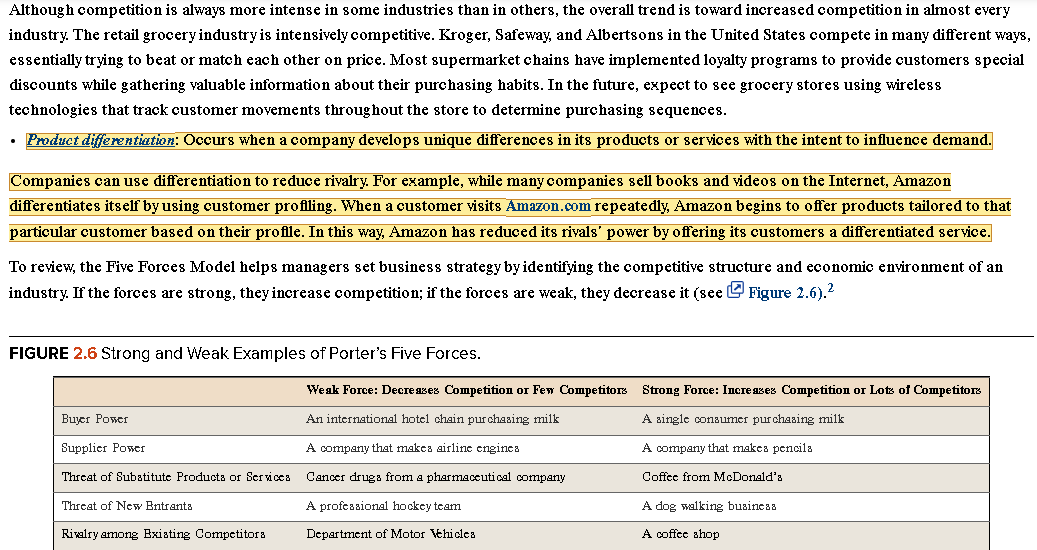 Although competition is always more intense in some industries than in others, the overall trend is toward increased competition in almost every
industry. The retail grocery industry is intensively competitive. Kroger, Safeway, and Albertsons in the United States compete in many different ways,
essentially trying to beat or match each other on price. Most supermarket chains have implemented loyalty programs to provide customers special
discounts while gathering valuable information about their purchasing habits. In the future, expect to see grocery stores using wireless
technologies that track customer movements throughout the store to determine purchasing sequences.
• Product differentiation: Occurs when a company develops unique differences in its products or services with the intent to influence demand.
Companies can use differentiation to reduce rivalry. For example, while many companies sell books and videos on the Internet, Amazon
differentiates itself by using customer profiling. When a customer visits Amazon.com repeatedly, Amazon begins to offer products tailored to that
particular customer based on their profile. In this way, Amazon has reduced its rivals' power by offering its customers a differentiated service.
To review, the Five Forces Model helps managers set business strategy by identifying the competitive structure and economic environment of an
industry. If the forces are strong, they increase competition; if the forces are weak, they decrease it (see Figure 2.6).2
FIGURE 2.6 Strong and Weak Examples of Porter's Five Forces.
Weak Force: Decreases Competition or Few Competitors Strong Force: Increases Competition or Lots of Competitors
Buyer Power An international hotel chain purchasing milk A single consumer purchasing milk
Supplier Power A company that makes airline engines A company that makes pencils
Threat of Substitute Products or Services Cancer drugs from a pharmaceutical company Coffee from McDonald's
Threat of New Entrants A professional hockey team A dog walking business
Rivalry among Existing Competitors Department of Motor Vehicles A coffee shop